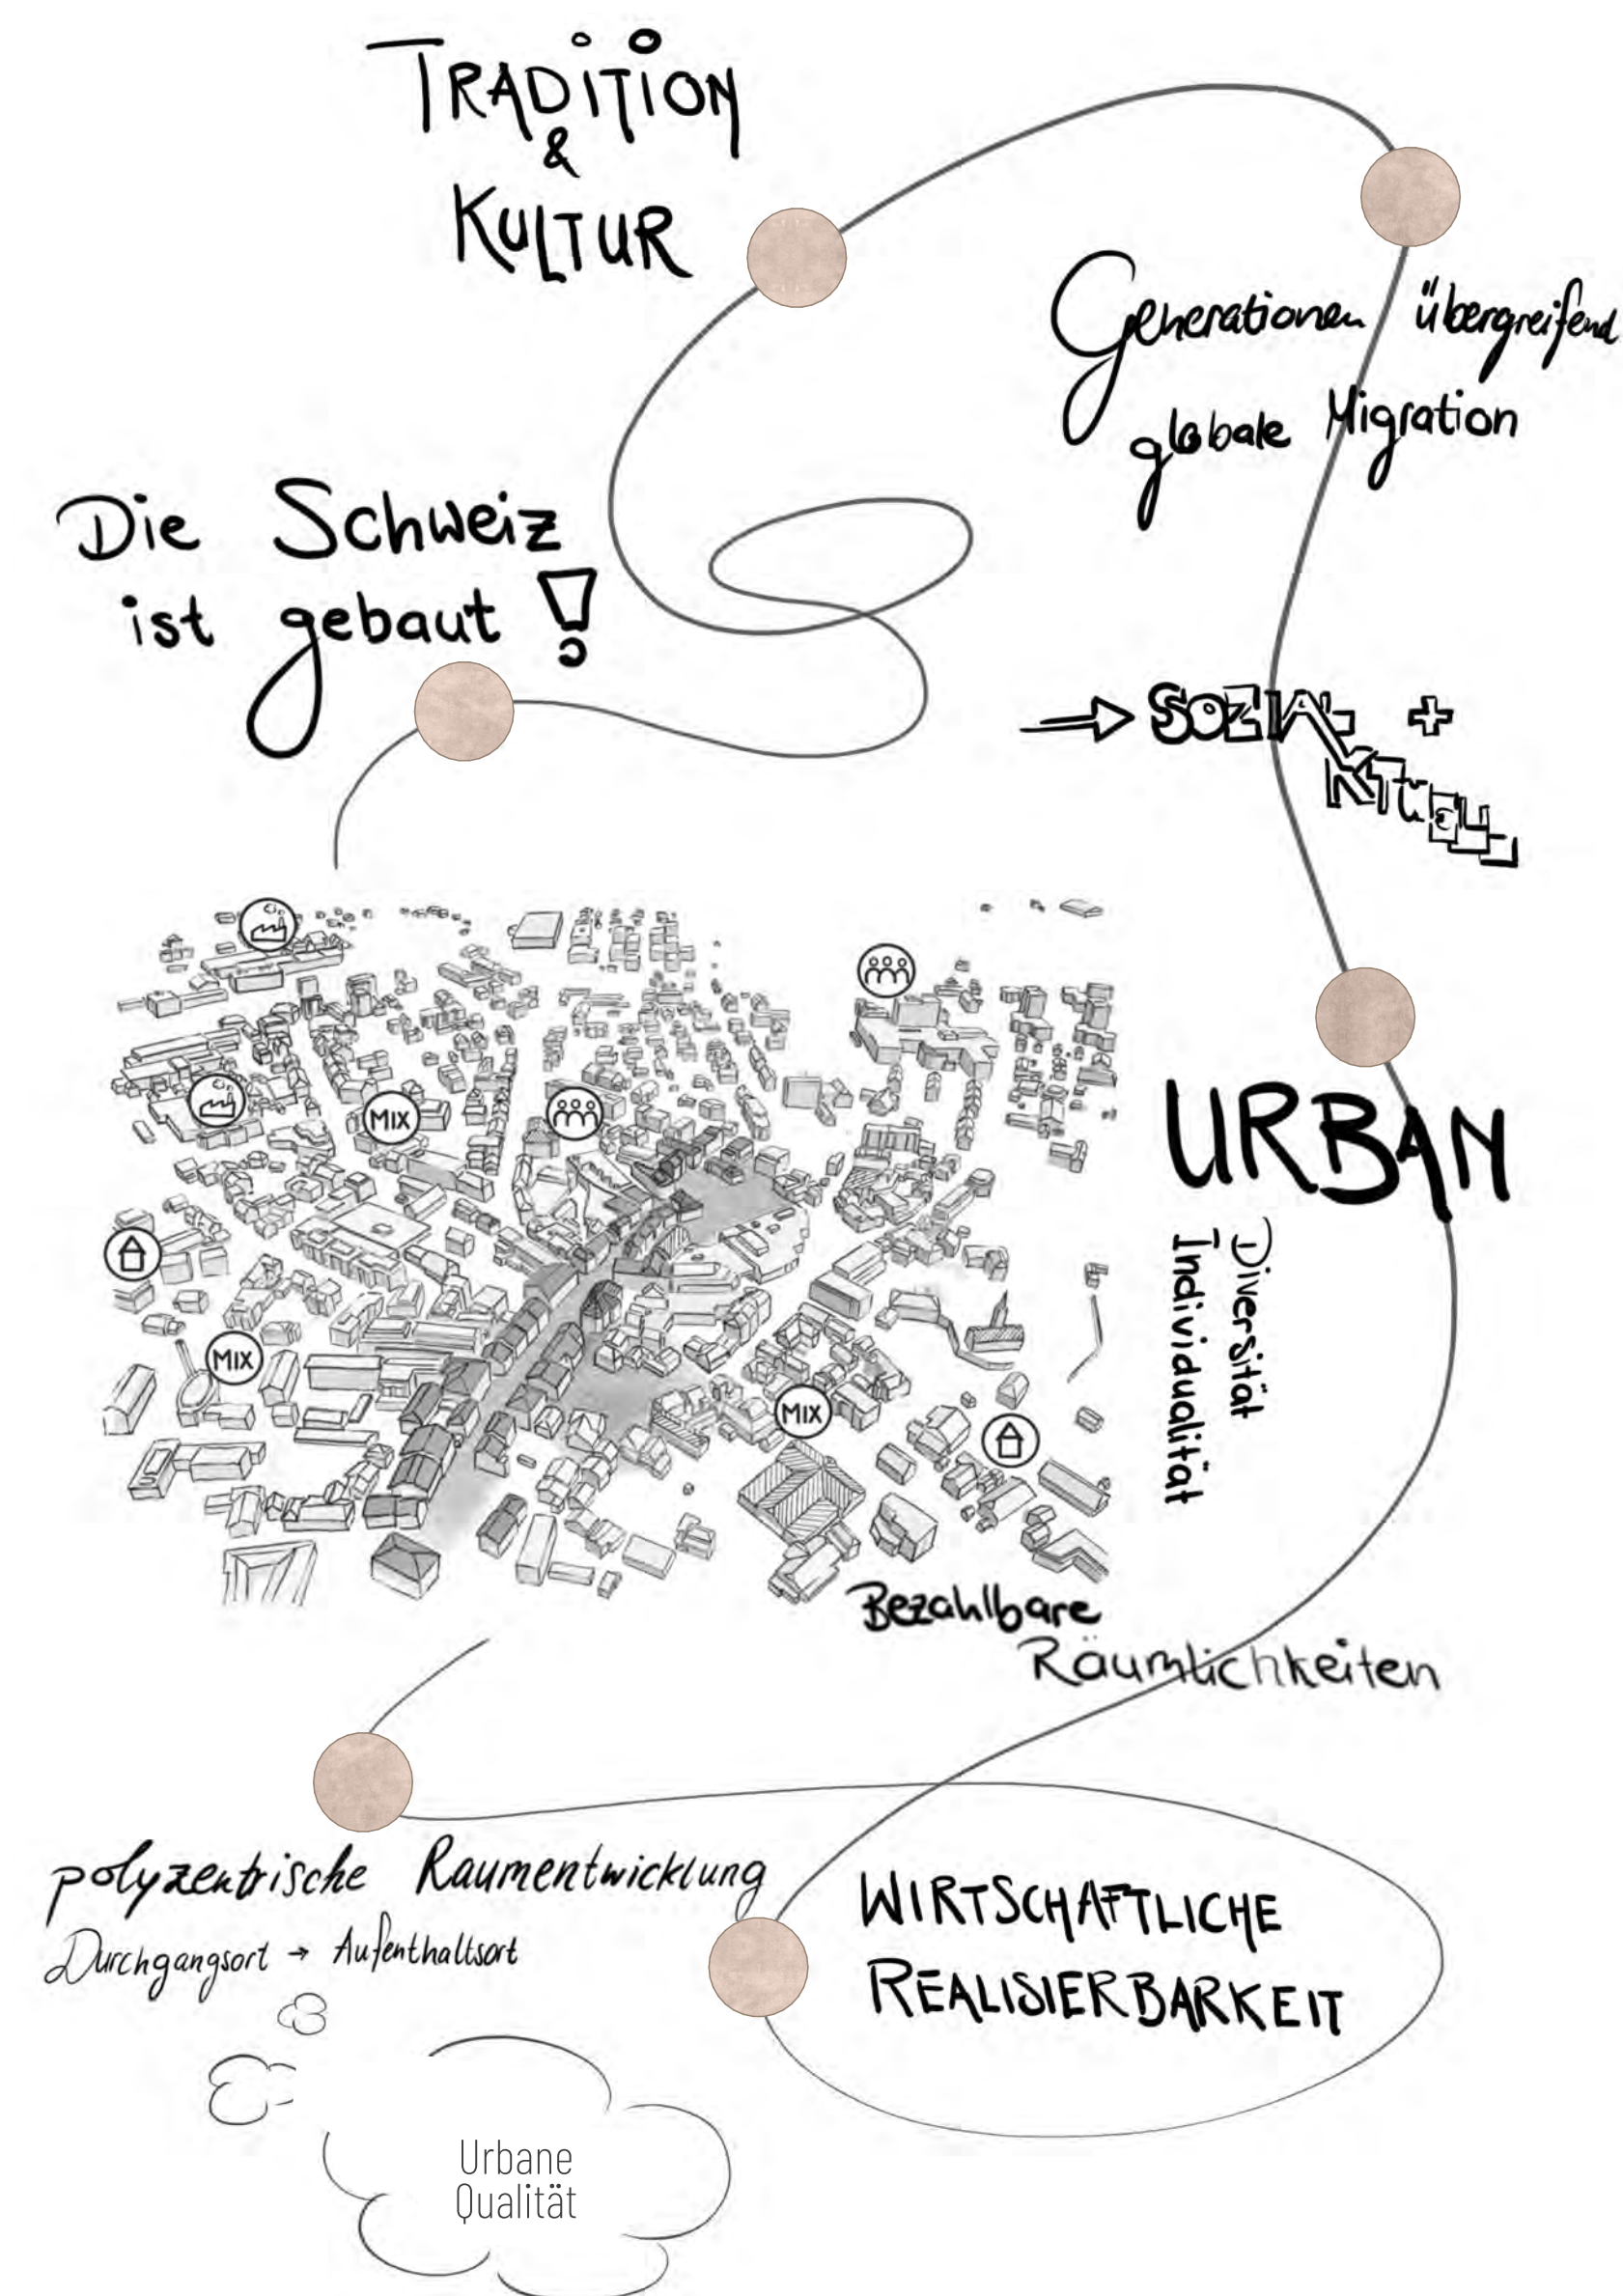 TRADITION
&
KULTUR
Generationen übergreifend
globale Migration
Die Schweiz
ist gebaut!
→ SOZIAL +
AKTUELL
MIX
MIX
MIX
URBAN
Diversität
Individualität
Bezahlbare
Räumlichkeiten
polyzentrische Raumentwicklung
Durchgangsort → Aufenthaltsort
WIRTSCHAFTLICHE
REALISIERBARKEIT
Urbane
Qualität